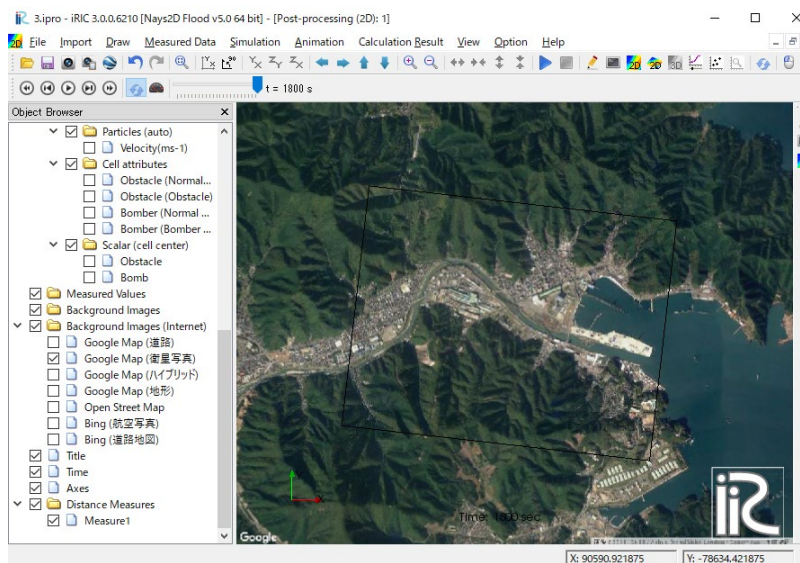 3.ipro - iRIC 3.0.0.6210 [Nays2D Flood v5.0 64 bit] - [Post-processing (2D): 1]
File Import Draw Measured Data Simulation Animation Calculation Result View Option Help
t = 1800 s
Object Browser
Particles (auto)
Velocity(ms-1)
Cell attributes
Obstacle (Normal...
Obstacle (Obstacle)
Bomber (Normal ...
Bomber (Bomber ...
Scalar (cell center)
Obstacle
Bomb
Measured Values
Background Images
Background Images (Internet)
Google Map (道路)
Google Map (衛星写真)
Google Map (ハイブリッド)
Google Map (地形)
Open Street Map
Bing (航空写真)
Bing (道路地図)
Title
Time
Axes
Distance Measures
Measure1
Time: 1800 sec
Google
iRIC
X: 90590.921875 Y: -78634.421875